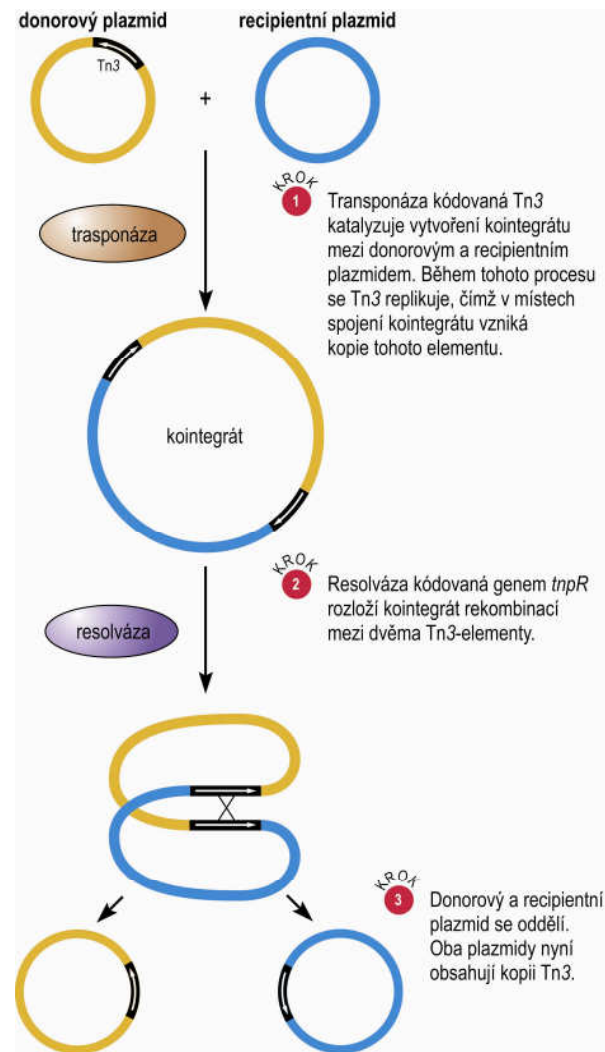 donorový plazmid
recipientní plazmid
Tn3
+
KROK
1
Transponáza kódovaná Tn3
katalyzuje vytvoření kointegrátu
mezi donorovým a recipientním
plazmidem. Během tohoto procesu
se Tn3 replikuje, čímž v místech
spojení kointegrátu vzniká
kopie tohoto elementu.
trasponáza
kointegrát
KROK
2
Resolváza kódovaná genem tnpR
rozloží kointegrát rekombinací
mezi dvěma Tn3-elementy.
resolváza
KROK
3
Donorový a recipientní
plazmid se oddělí.
Oba plazmidy nyní
obsahují kopii Tn3.